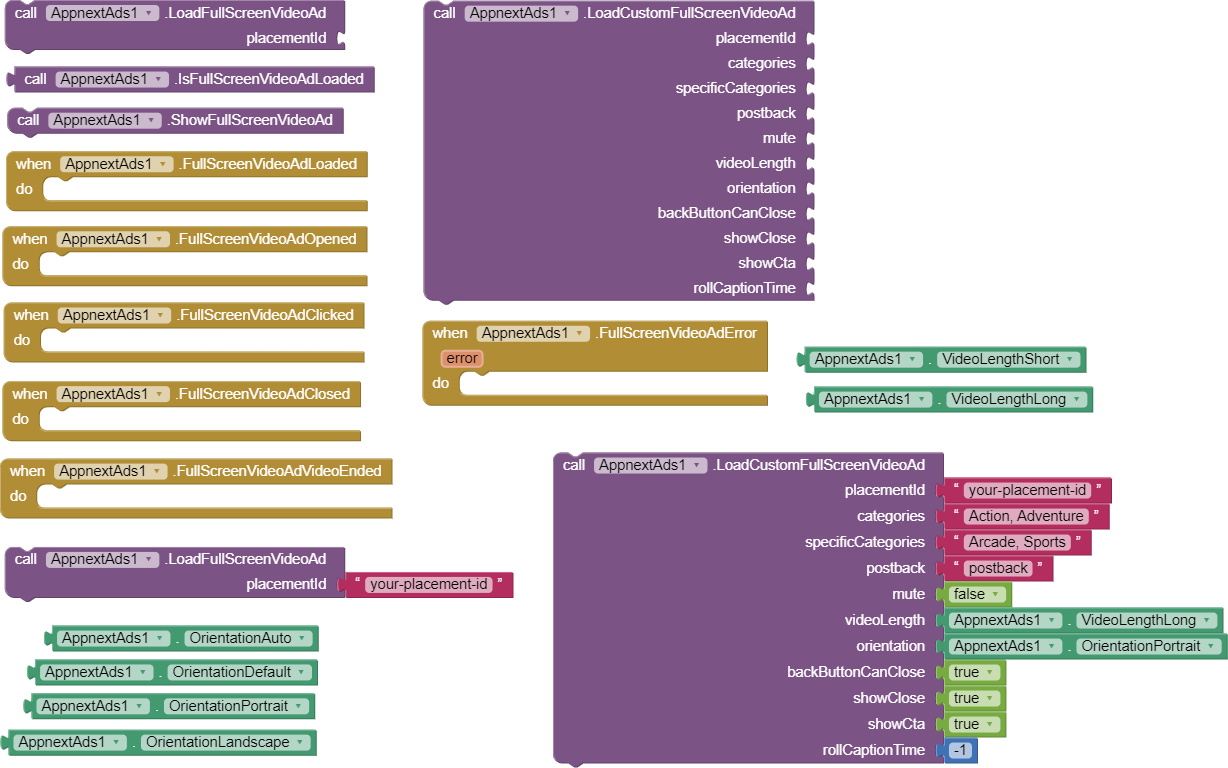 call AppnextAds1 .LoadFullScreenVideoAd
placementId
call AppnextAds1 .IsFullScreenVideoAdLoaded
call AppnextAds1 .ShowFullScreenVideoAd
when AppnextAds1 .FullScreenVideoAdLoaded
do
when AppnextAds1 .FullScreenVideoAdOpened
do
when AppnextAds1 .FullScreenVideoAdClicked
do
when AppnextAds1 .FullScreenVideoAdClosed
do
when AppnextAds1 .FullScreenVideoAdVideoEnded
do
call AppnextAds1 .LoadFullScreenVideoAd
placementId “ your-placement-id ”
AppnextAds1 . OrientationAuto
AppnextAds1 . OrientationDefault
AppnextAds1 . OrientationPortrait
AppnextAds1 . OrientationLandscape
call AppnextAds1 .LoadCustomFullScreenVideoAd
placementId
categories
specificCategories
postback
mute
videoLength
orientation
backButtonCanClose
showClose
showCta
rollCaptionTime
when AppnextAds1 .FullScreenVideoAdError
error
do
AppnextAds1 . VideoLengthShort
AppnextAds1 . VideoLengthLong
call AppnextAds1 .LoadCustomFullScreenVideoAd
placementId “ your-placement-id ”
categories “ Action, Adventure ”
specificCategories “ Arcade, Sports ”
postback “ postback ”
mute false
videoLength AppnextAds1 . VideoLengthLong
orientation AppnextAds1 . OrientationPortrait
backButtonCanClose true
showClose true
showCta true
rollCaptionTime -1